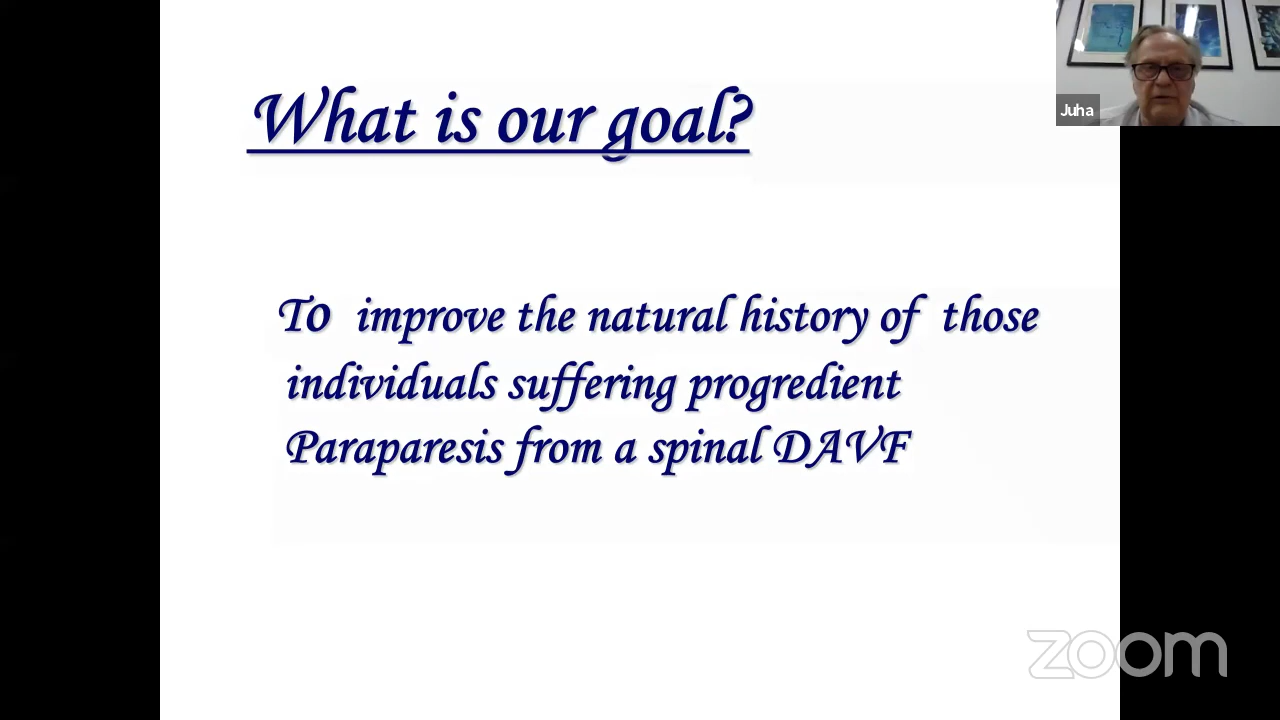 What is our goal?
Juha
To improve the natural history of those
individuals suffering progredient
Paraparesis from a spinal DAVF
zoom